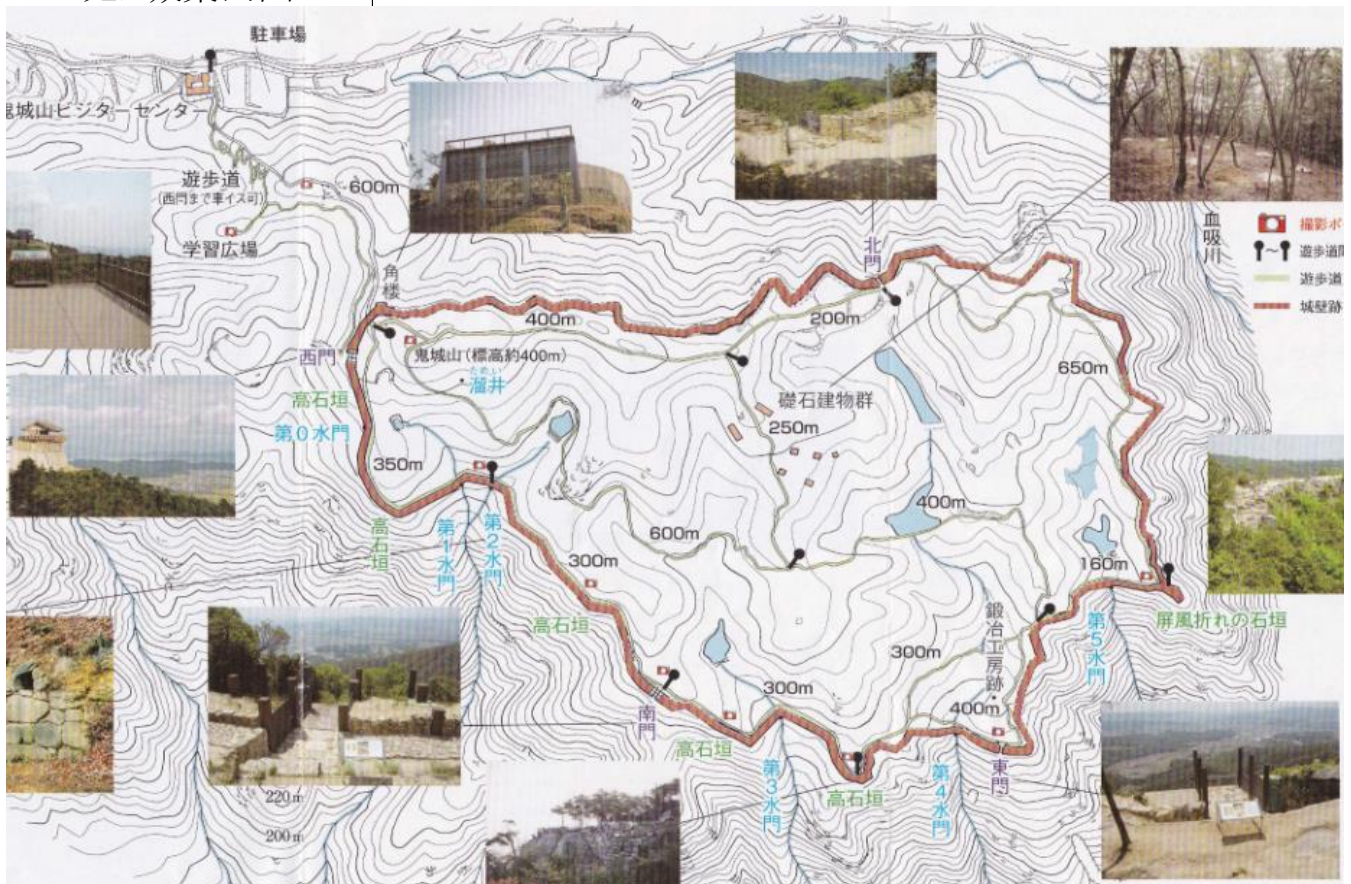 駐車場
鬼城山ビジターセンター
遊歩道
(西門まで車イス可)
600m
学習広場
角楼
北門
血吸川
撮影ポ
遊歩道
遊歩道
城壁跡
400m
200m
西門
鬼城山(標高約400m)
ためい
溜井
650m
高石垣
第0水門
礎石建物群
250m
350m
400m
高石垣
第1水門
第2水門
600m
300m
160m
高石垣
鍛冶工房跡
第5水門
屏風折れの石垣
300m
300m
400m
南門
高石垣
第3水門
高石垣
第4水門
東門
220m
200m